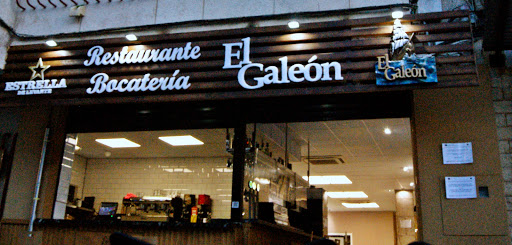 ESTRELLA
DE LEVANTE
Restaurante
Bocatería
El
Galeón
El
Galeón